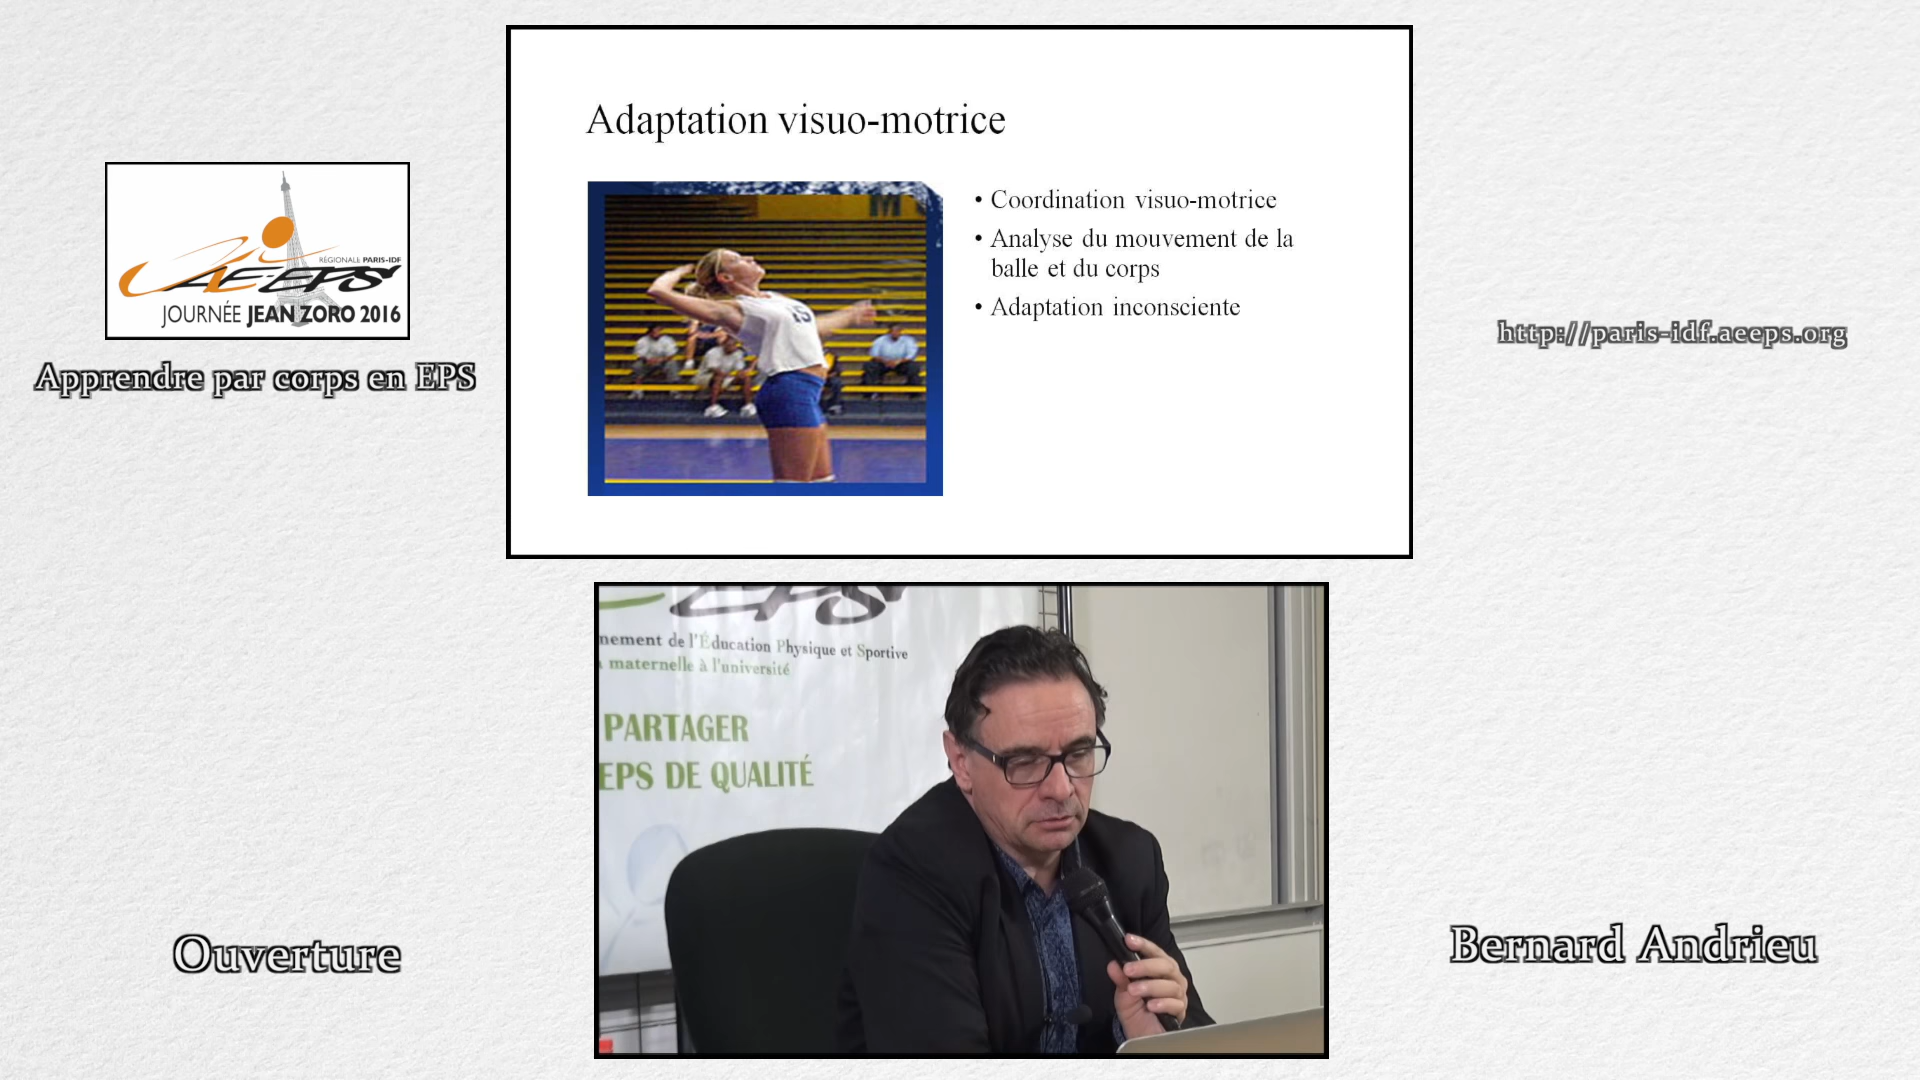 Adaptation visuo-motrice
• Coordination visuo-motrice
• Analyse du mouvement de la
balle et du corps
• Adaptation inconsciente
M
15
RÉGIONALE PARIS-IDF
AEEPS
JOURNÉE JEAN ZORO 2016
Apprendre par corps en EPS
http://paris-idf.aeeps.org
EPS
nement de l'Éducation Physique et Sportive
maternelle à l'université
PARTAGER
EPS DE QUALITÉ
Ouverture
Bernard Andrieu